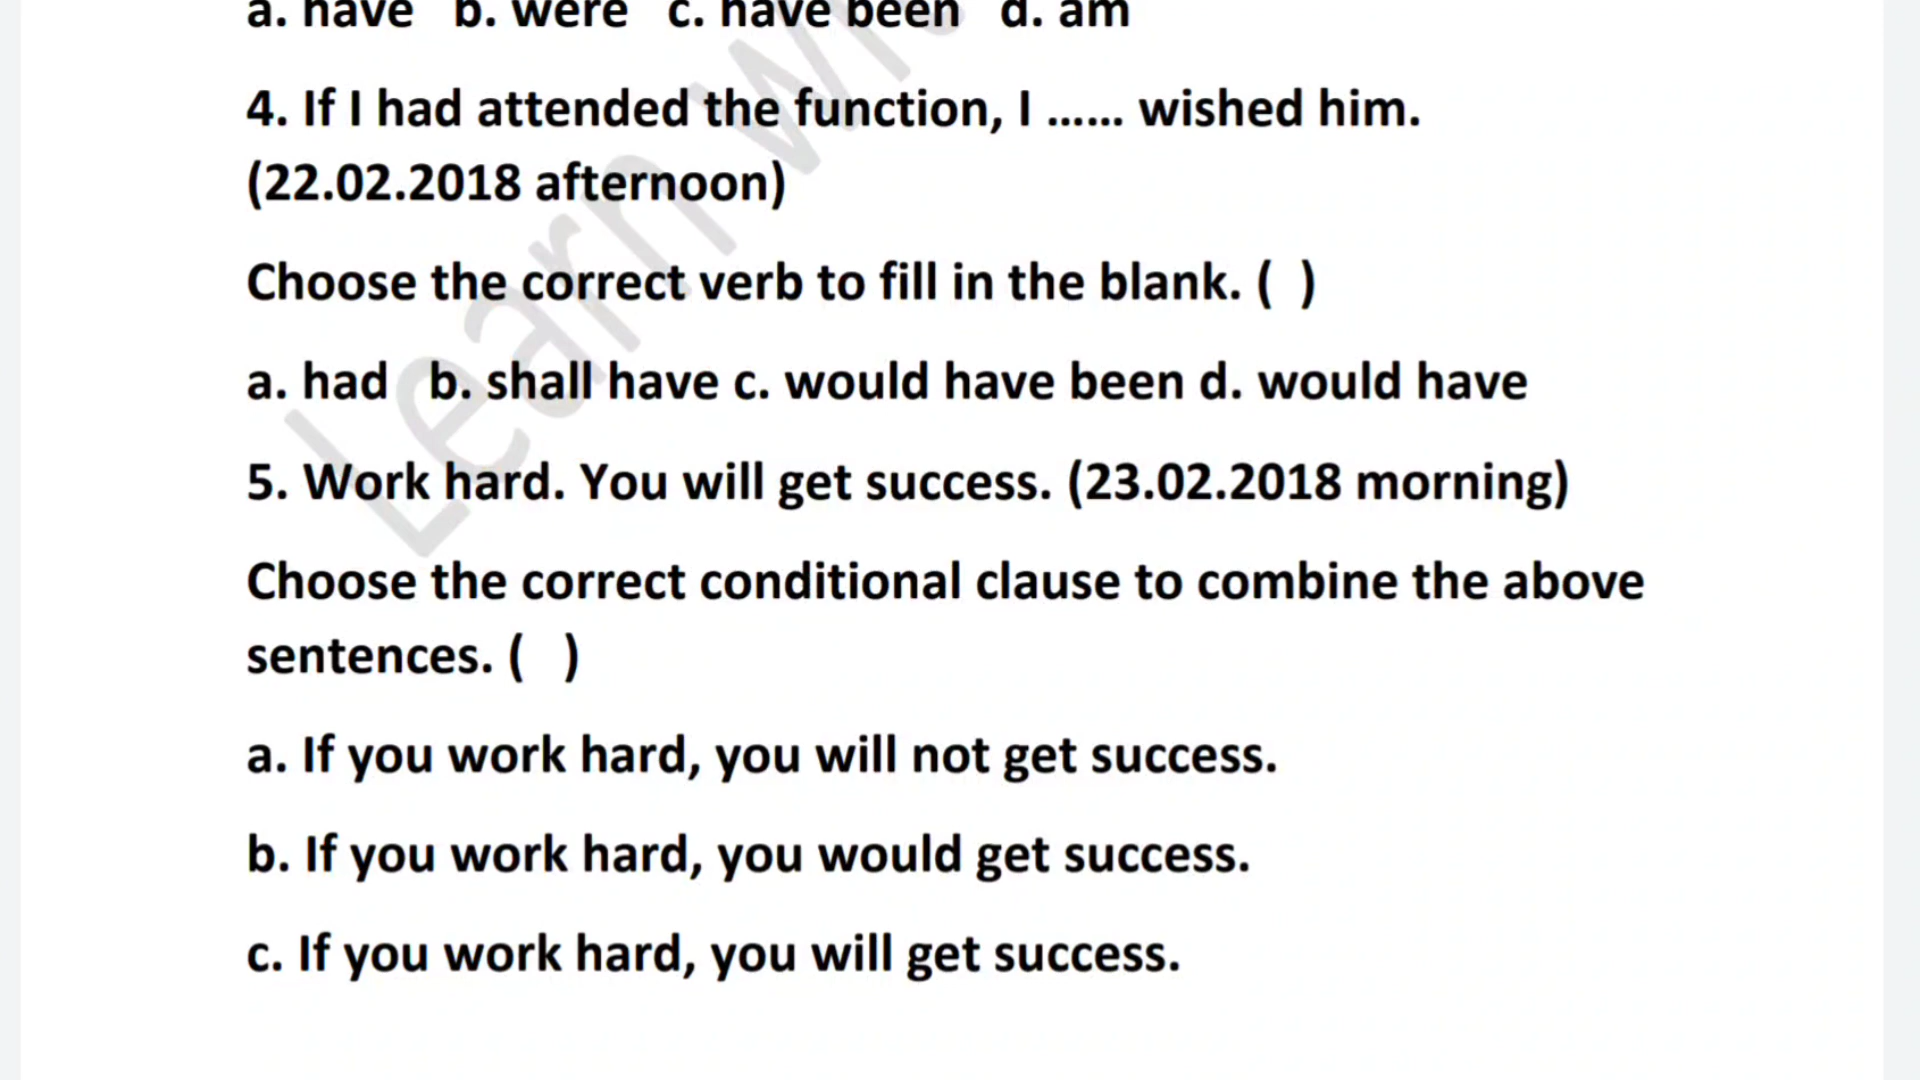 a. have b. were c. have been d. am
4. If I had attended the function, I ...... wished him.
(22.02.2018 afternoon)
Choose the correct verb to fill in the blank. ( )
a. had b. shall have c. would have been d. would have
5. Work hard. You will get success. (23.02.2018 morning)
Choose the correct conditional clause to combine the above
sentences. ( )
a. If you work hard, you will not get success.
b. If you work hard, you would get success.
c. If you work hard, you will get success.
Learn